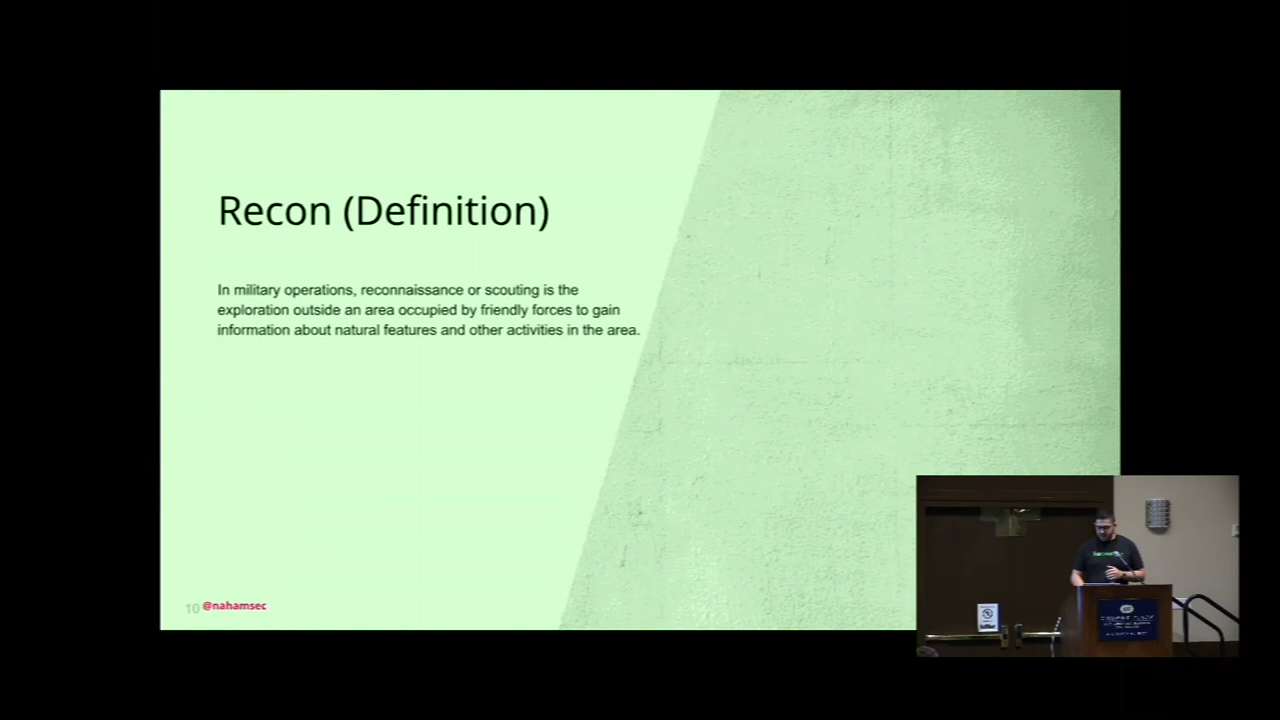 Recon (Definition)
In military operations, reconnaissance or scouting is the
exploration outside an area occupied by friendly forces to gain
information about natural features and other activities in the area.
10 @nahamsec